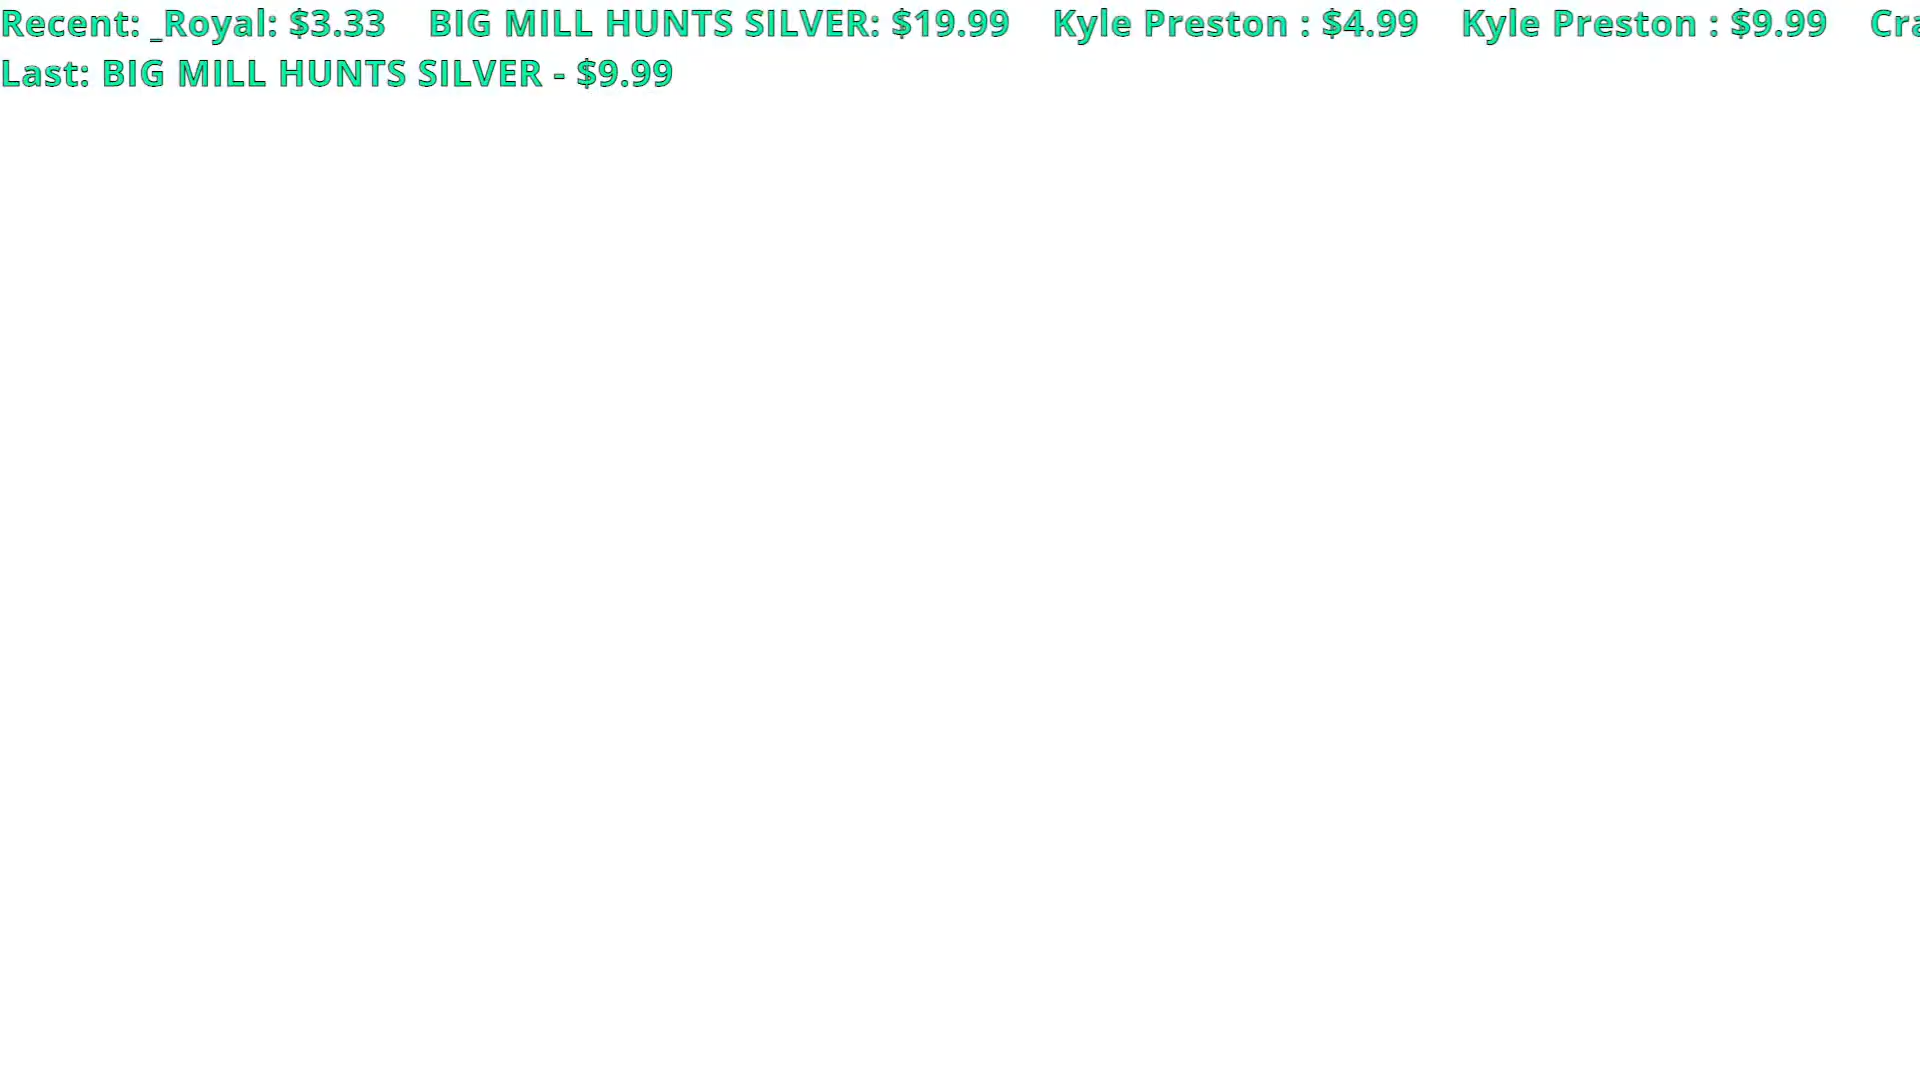 Recent: _Royal: $3.33 BIG MILL HUNTS SILVER: $19.99 Kyle Preston : $4.99 Kyle Preston : $9.99
Last: BIG MILL HUNTS SILVER - $9.99